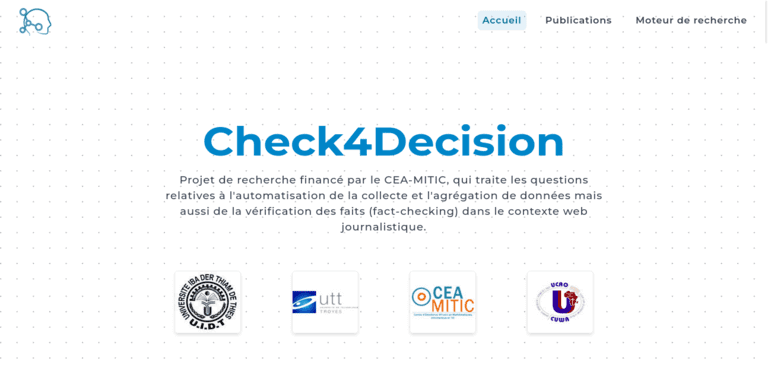 Accueil Publications Moteur de recherche
Check4Decision
Projet de recherche financé par le CEA-MITIC, qui traite les questions
relatives à l'automatisation de la collecte et l'agrégation de données mais
aussi de la vérification des faits (fact-checking) dans le contexte web
journalistique.
UNIVERSITE IBA DER THIAM DE THIES
U.I.D.T
utt
TROYES
CEA
MITIC
UCAO
CUWA